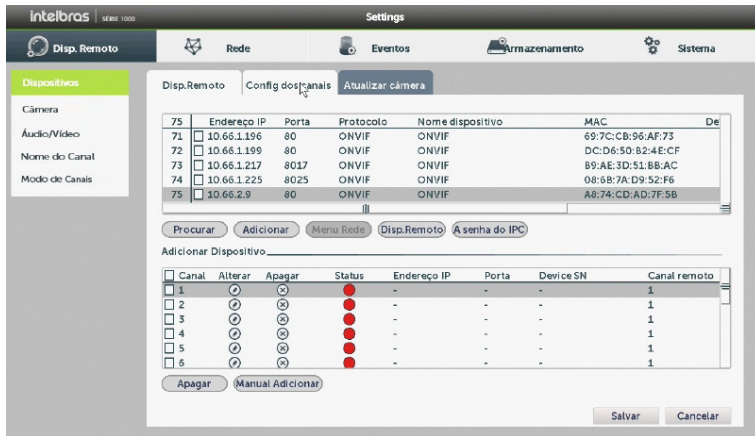 intelbras | SÉRIE 1000
Settings
Disp. Remoto
Rede
Eventos
Armazenamento
Sistema
Dispositivos
Câmera
Áudio/Vídeo
Nome do Canal
Modo de Canais
Disp.Remoto
Config dos canais
Atualizar câmera
75 Endereço IP Porta Protocolo Nome dispositivo MAC De
71 10.66.1.196 80 ONVIF ONVIF 69:7C:CB:96:AF:73
72 10.66.1.199 80 ONVIF ONVIF DC:D6:50:B2:4E:CF
73 10.66.1.217 8017 ONVIF ONVIF B9:AE:3D:51:BB:AC
74 10.66.1.225 8025 ONVIF ONVIF 08:6B:7A:D9:52:F6
75 10.66.2.9 80 ONVIF ONVIF A8:74:CD:AD:7F:5B
Procurar Adicionar Menu Rede Disp.Remoto A senha do IPC
Adicionar Dispositivo
Canal Alterar Apagar Status Endereço IP Porta Device SN Canal remoto
1 - - - 1
2 - - - 1
3 - - - 1
4 - - - 1
5 - - - 1
6 - - - 1
Apagar Manual Adicionar
Salvar Cancelar